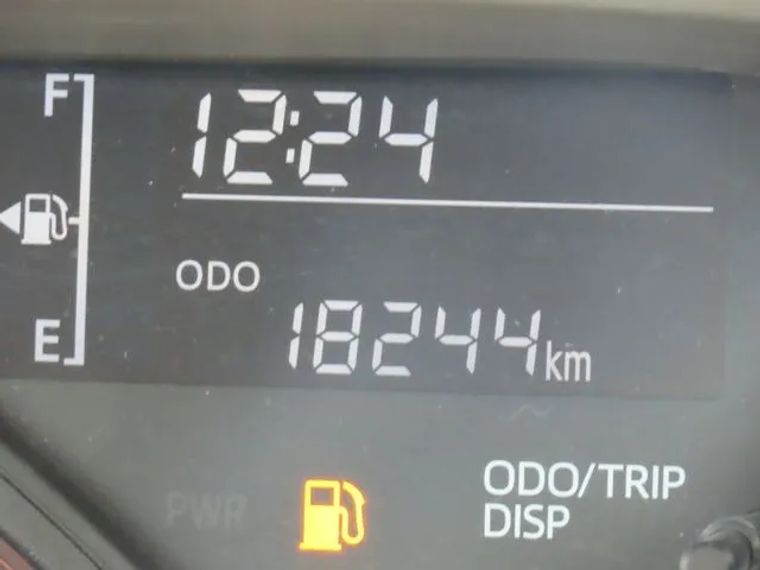 F
12:24
ODO
E
18244km
PWR
ODO/TRIP
DISP